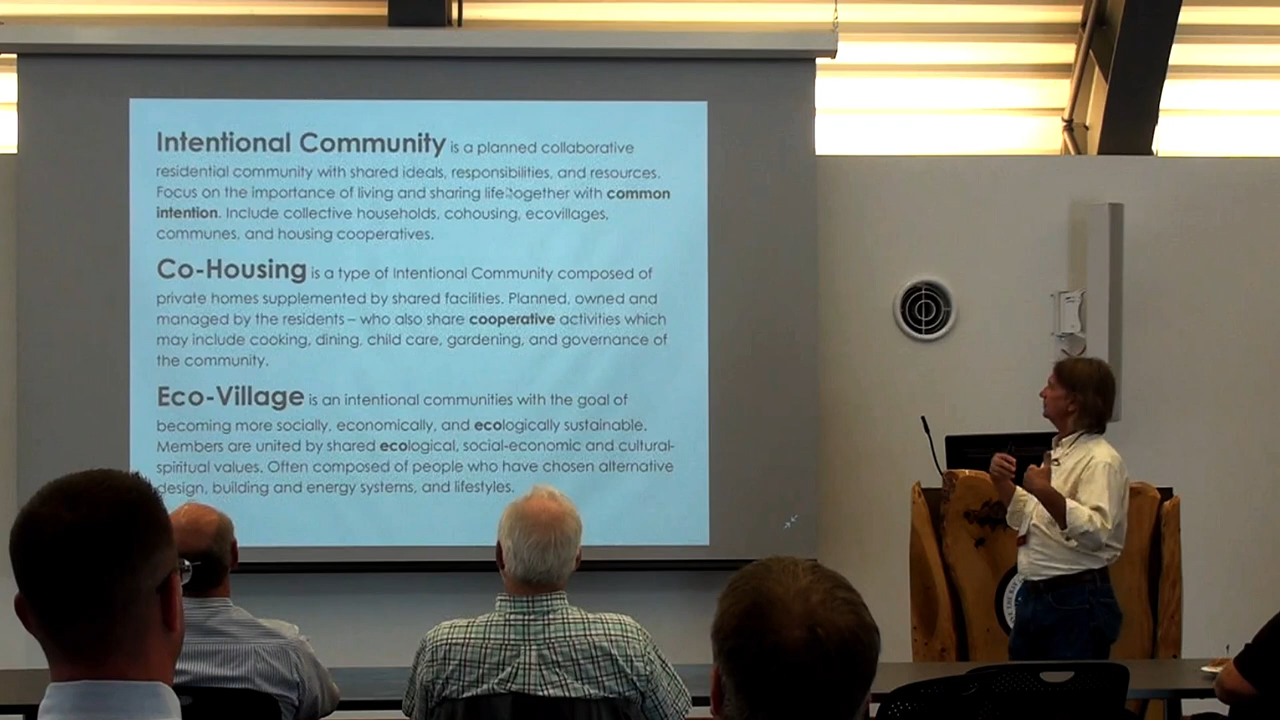 Intentional Community is a planned collaborative
residential community with shared ideals, responsibilities, and resources.
Focus on the importance of living and sharing life together with common
intention. Include collective households, cohousing, ecovillages,
communes, and housing cooperatives.
Co-Housing is a type of Intentional Community composed of
private homes supplemented by shared facilities. Planned, owned and
managed by the residents – who also share cooperative activities which
may include cooking, dining, child care, gardening, and governance of
the community.
Eco-Village is an intentional communities with the goal of
becoming more socially, economically, and ecologically sustainable.
Members are united by shared ecological, social-economic and cultural-
spiritual values. Often composed of people who have chosen alternative
design, building and energy systems, and lifestyles.